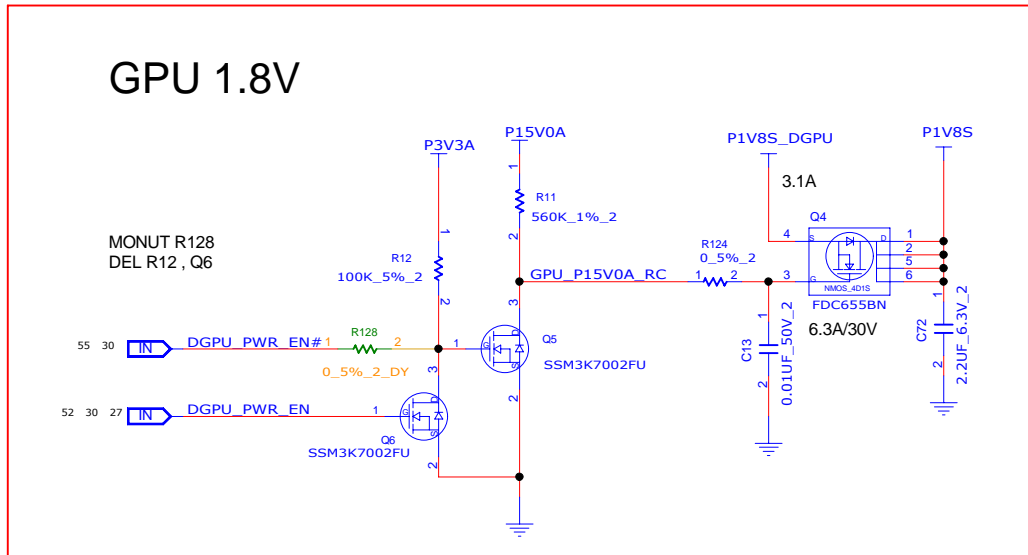 GPU 1.8V
P15V0A
P1V8S_DGPU
P1V8S
P3V3A
1
3.1A
R11
560K_1%_2
2
Q4
MONUT R128
DEL R12 , Q6
1
R12
100K_5%_2
2
R124
0_5%_2
1 2
GPU_P15V0A_RC
4 S D 1
2
5
3 G 6
NMOS_4D1S
FDC655BN
6.3A/30V
3
D
Q5
G
S
SSM3K7002FU
1
2
1
C13
2
0.01UF_50V_2
1
C72
2
2.2UF_6.3V_2
55 30 IN DGPU_PWR_EN# 1 R128 2
0_5%_2_DY
3
52 30 27 IN DGPU_PWR_EN 1
D
G
S
Q6
SSM3K7002FU
2